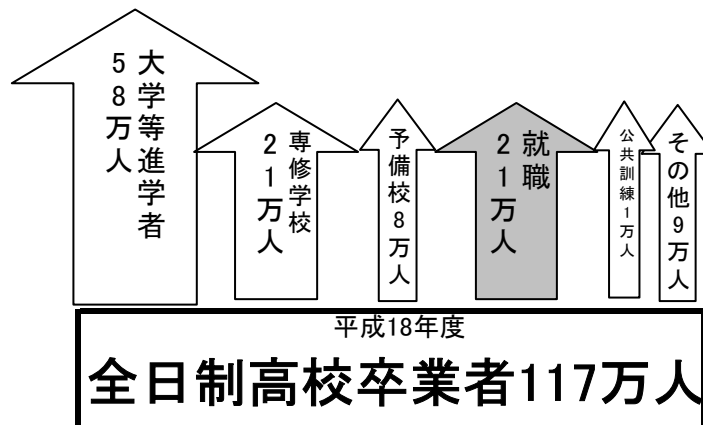 大学等進学者
58万人
専修学校
21万人
予備校8万人
就職
21万人
公共訓練1万人
その他9万人
平成18年度
全日制高校卒業者117万人